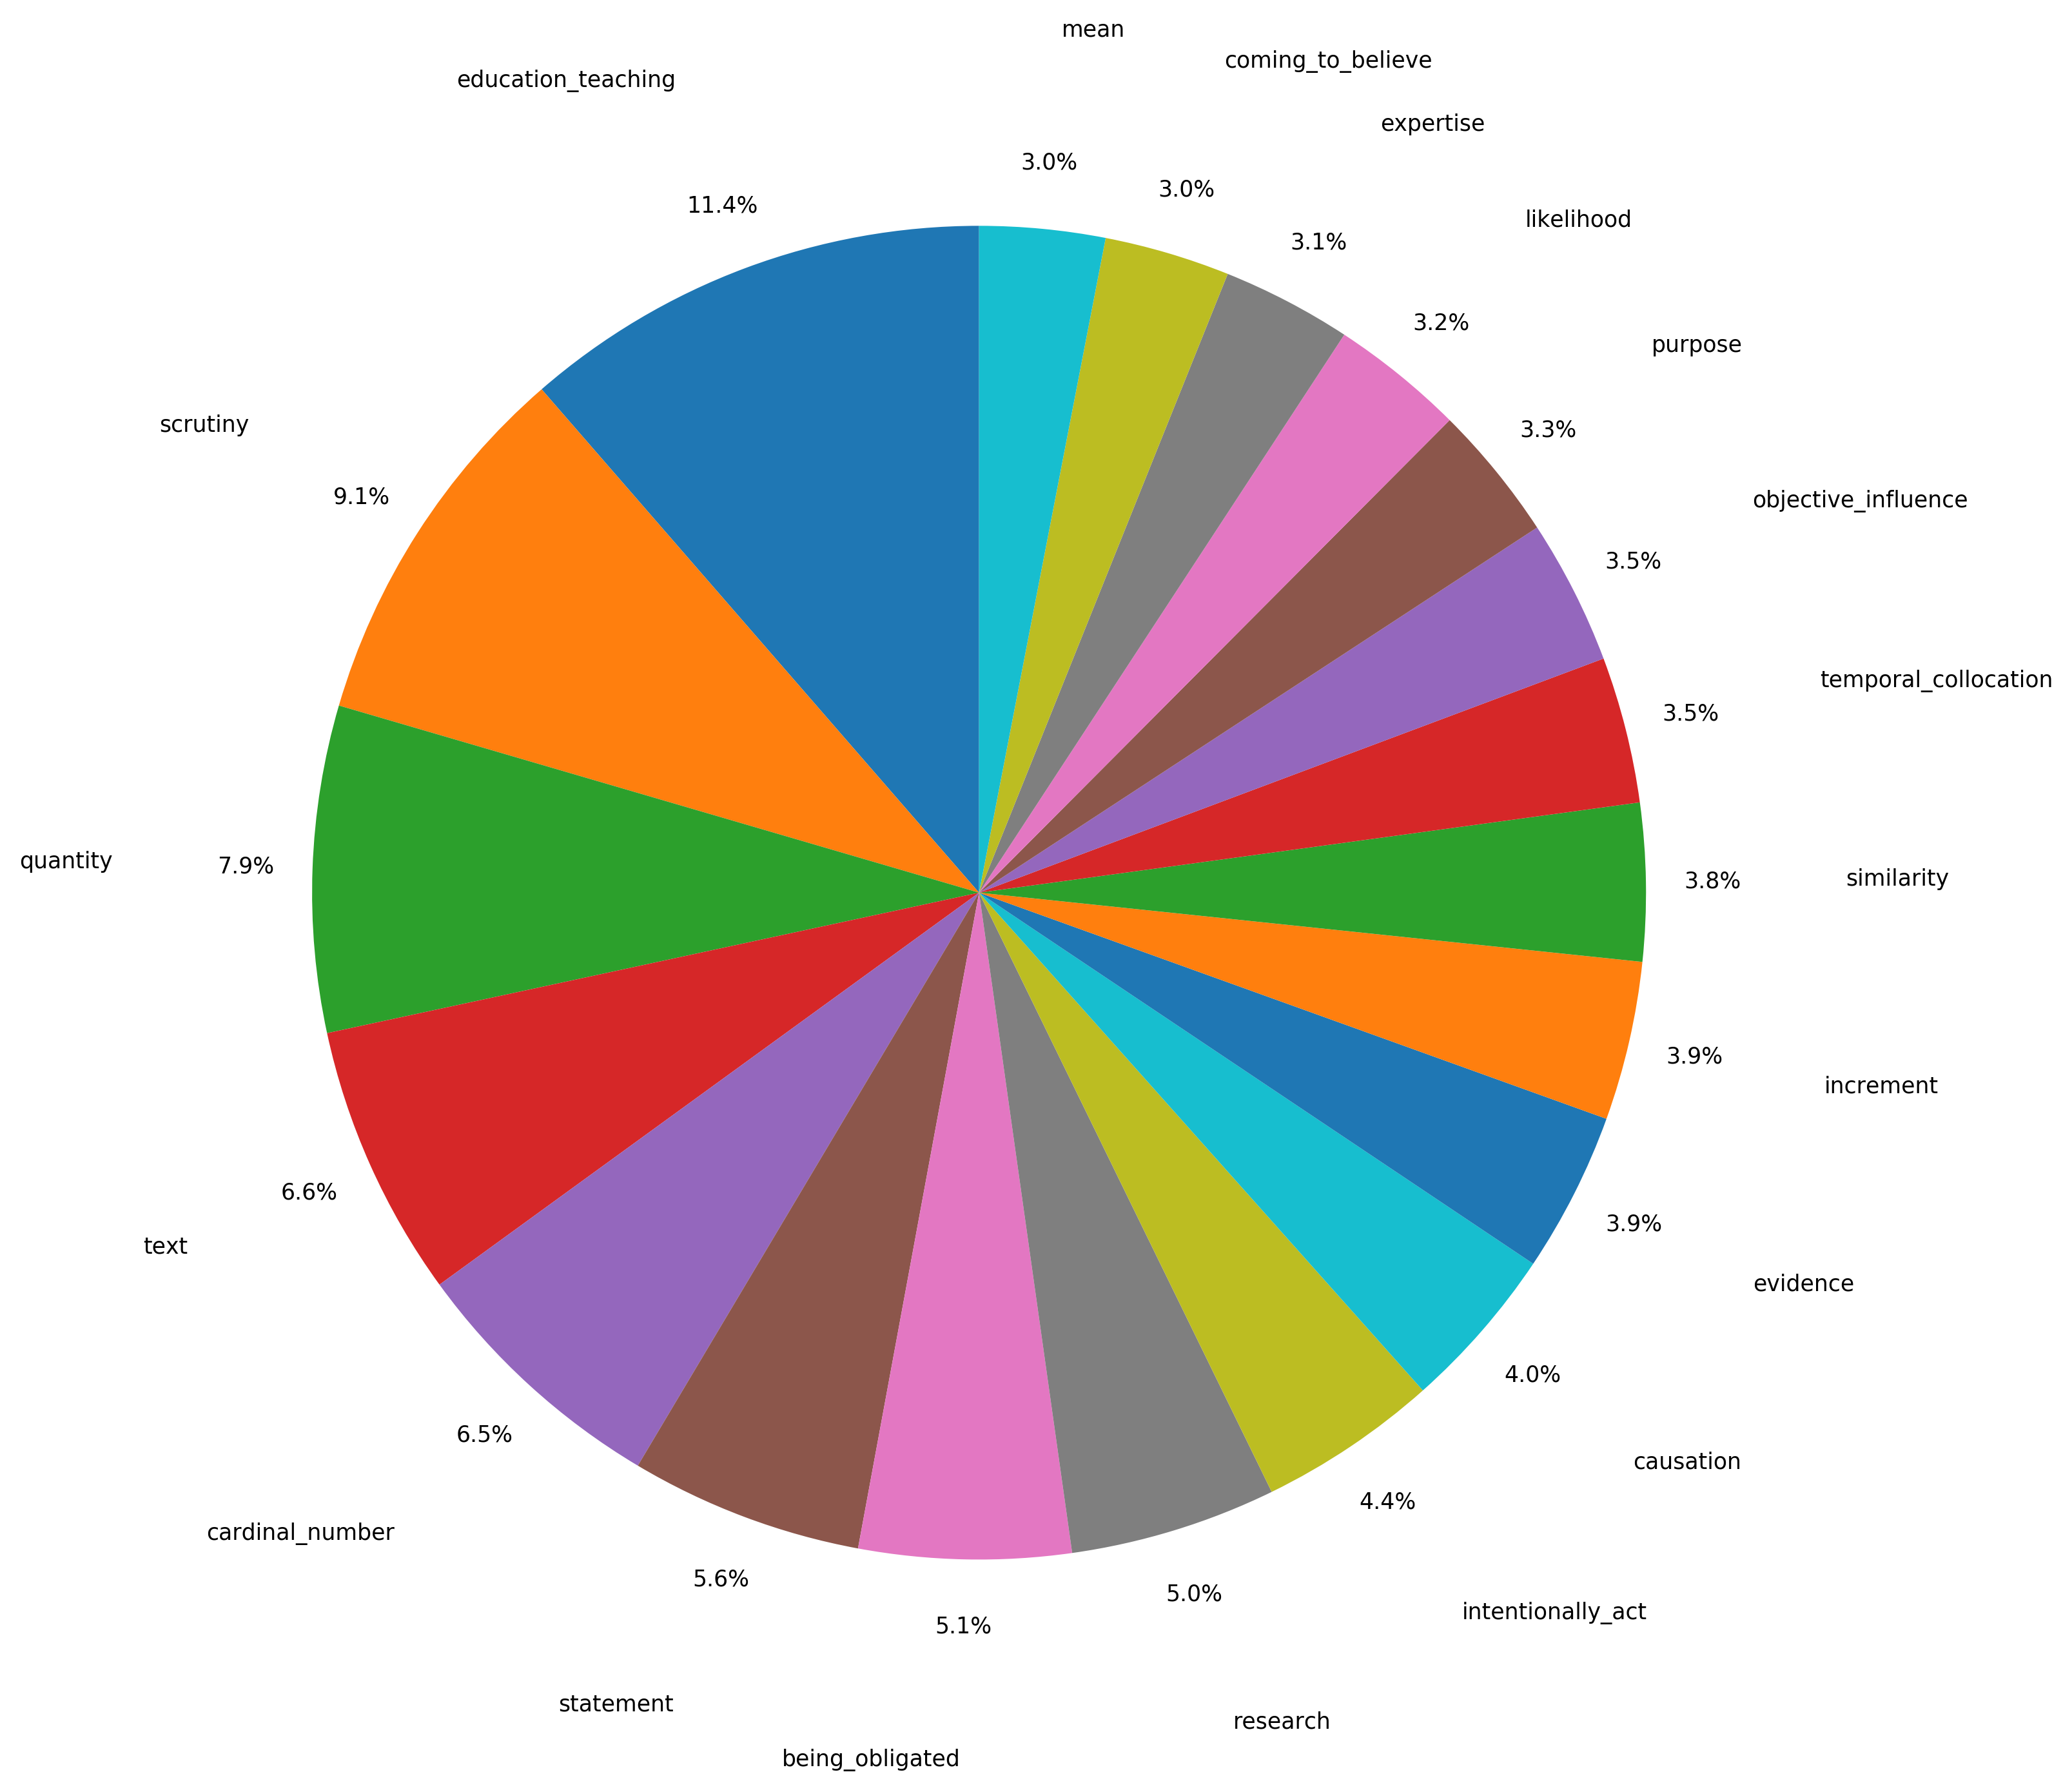 mean
coming_to_believe
education_teaching
expertise
3.0%
3.0%
11.4%
likelihood
3.1%
3.2%
purpose
scrutiny
3.3%
9.1%
objective_influence
3.5%
temporal_collocation
3.5%
quantity
7.9%
3.8%
similarity
3.9%
increment
6.6%
3.9%
text
evidence
4.0%
6.5%
causation
4.4%
cardinal_number
5.6%
5.0%
intentionally_act
5.1%
statement
research
being_obligated